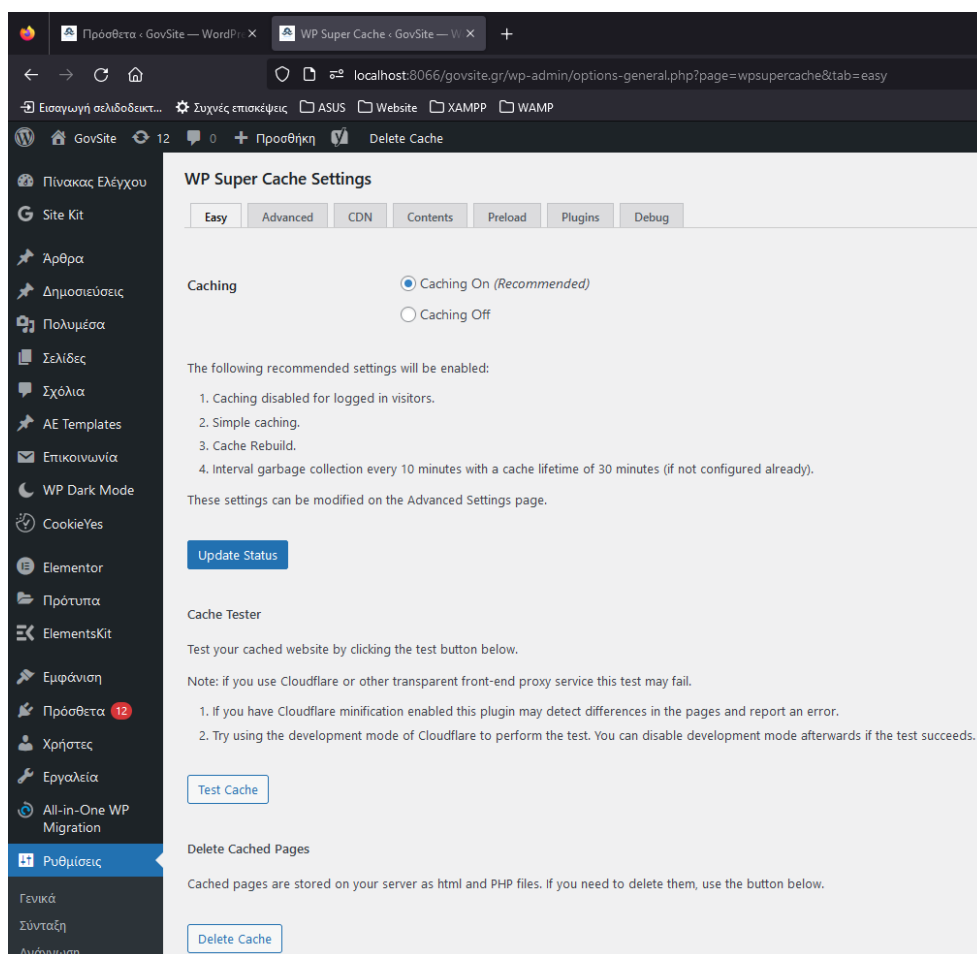 Πρόσθετα ‹ GovSite — WordPre
WP Super Cache ‹ GovSite — W
localhost:8066/govsite.gr/wp-admin/options-general.php?page=wpsupercache&tab=easy
Εισαγωγή σελιδοδεικτ...
Συχνές επισκέψεις
ASUS
Website
XAMPP
WAMP
GovSite
12
0
Προσθήκη
Delete Cache
Πίνακας Ελέγχου
Site Kit
Άρθρα
Δημοσιεύσεις
Πολυμέσα
Σελίδες
Σχόλια
AE Templates
Επικοινωνία
WP Dark Mode
CookieYes
Elementor
Πρότυπα
ElementsKit
Εμφάνιση
Πρόσθετα 12
Χρήστες
Εργαλεία
All-in-One WP
Migration
Ρυθμίσεις
Γενικά
Σύνταξη
Ανάγνωση
WP Super Cache Settings
Easy
Advanced
CDN
Contents
Preload
Plugins
Debug
Caching
Caching On (Recommended)
Caching Off
The following recommended settings will be enabled:
1. Caching disabled for logged in visitors.
2. Simple caching.
3. Cache Rebuild.
4. Interval garbage collection every 10 minutes with a cache lifetime of 30 minutes (if not configured already).
These settings can be modified on the Advanced Settings page.
Update Status
Cache Tester
Test your cached website by clicking the test button below.
Note: if you use Cloudflare or other transparent front-end proxy service this test may fail.
1. If you have Cloudflare minification enabled this plugin may detect differences in the pages and report an error.
2. Try using the development mode of Cloudflare to perform the test. You can disable development mode afterwards if the test succeeds.
Test Cache
Delete Cached Pages
Cached pages are stored on your server as html and PHP files. If you need to delete them, use the button below.
Delete Cache